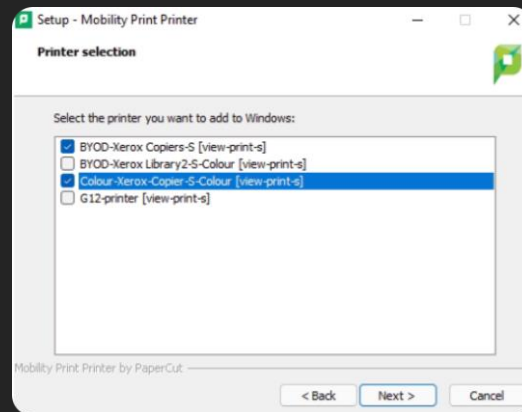 Setup - Mobility Print Printer
Printer selection
Select the printer you want to add to Windows:
BYOD-Xerox Copiers-S [view-print-s]
BYOD-Xerox Library2-S-Colour [view-print-s]
Colour-Xerox-Copier-S-Colour [view-print-s]
G12-printer [view-print-s]
Mobility Print Printer by PaperCut
< Back Next > Cancel